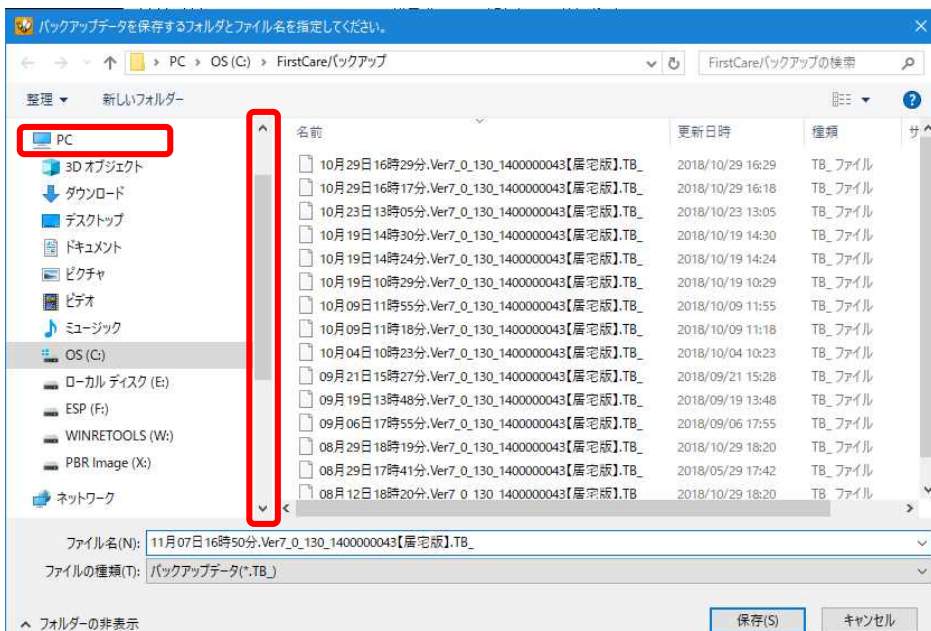 バックアップデータを保存するフォルダとファイル名を指定してください。
PC › OS (C:) › FirstCareバックアップ
FirstCareバックアップの検索
整理 新しいフォルダー
PC
3D オブジェクト
ダウンロード
デスクトップ
ドキュメント
ピクチャ
ビデオ
ミュージック
OS (C:)
ローカル ディスク (E:)
ESP (F:)
WINRETOOLS (W:)
PBR Image (X:)
ネットワーク
名前 更新日時 種類 サ
10月29日16時29分.Ver7_0_130_1400000043【居宅版】.TB_ 2018/10/29 16:29 TB_ ファイル
10月29日16時17分.Ver7_0_130_1400000043【居宅版】.TB_ 2018/10/29 16:18 TB_ ファイル
10月23日13時05分.Ver7_0_130_1400000043【居宅版】.TB_ 2018/10/23 13:05 TB_ ファイル
10月19日14時30分.Ver7_0_130_1400000043【居宅版】.TB_ 2018/10/19 14:30 TB_ ファイル
10月19日14時24分.Ver7_0_130_1400000043【居宅版】.TB_ 2018/10/19 14:24 TB_ ファイル
10月19日10時29分.Ver7_0_130_1400000043【居宅版】.TB_ 2018/10/19 10:29 TB_ ファイル
10月09日11時55分.Ver7_0_130_1400000043【居宅版】.TB_ 2018/10/09 11:55 TB_ ファイル
10月09日11時18分.Ver7_0_130_1400000043【居宅版】.TB_ 2018/10/09 11:18 TB_ ファイル
10月04日10時23分.Ver7_0_130_1400000043【居宅版】.TB_ 2018/10/04 10:23 TB_ ファイル
09月21日15時27分.Ver7_0_130_1400000043【居宅版】.TB_ 2018/09/21 15:28 TB_ ファイル
09月19日13時48分.Ver7_0_130_1400000043【居宅版】.TB_ 2018/09/19 13:48 TB_ ファイル
09月06日17時55分.Ver7_0_130_1400000043【居宅版】.TB_ 2018/09/06 17:55 TB_ ファイル
08月29日18時19分.Ver7_0_130_1400000043【居宅版】.TB_ 2018/10/29 18:20 TB_ ファイル
08月29日17時41分.Ver7_0_130_1400000043【居宅版】.TB_ 2018/05/29 17:42 TB_ ファイル
08月12日18時20分.Ver7_0_130_1400000043【居宅版】.TB_ 2018/10/29 18:20 TB_ ファイル
ファイル名(N): 11月07日16時50分.Ver7_0_130_1400000043【居宅版】.TB_
ファイルの種類(T): バックアップデータ(*.TB_)
フォルダーの非表示
保存(S) キャンセル